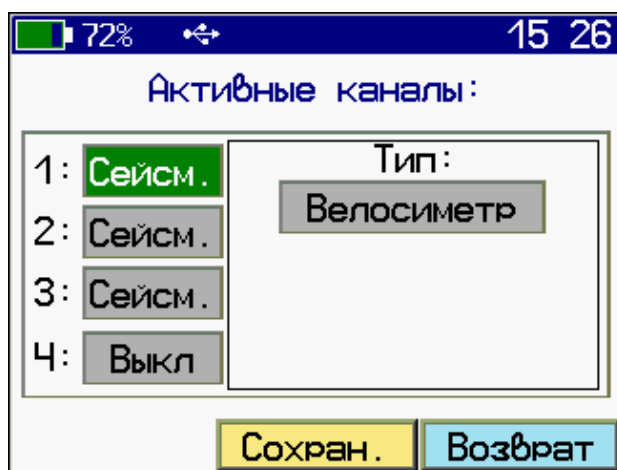 72% 15 26
Активные каналы:
1: Сейсм. Тип:
Велосиметр
2: Сейсм.
3: Сейсм.
4: Выкл
Сохран. Возврат